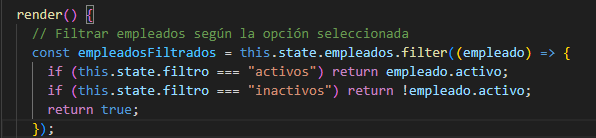 render() {
// Filtrar empleados según la opción seleccionada
const empleadosFiltrados = this.state.empleados.filter((empleado) => {
if (this.state.filtro === "activos") return empleado.activo;
if (this.state.filtro === "inactivos") return !empleado.activo;
return true;
});